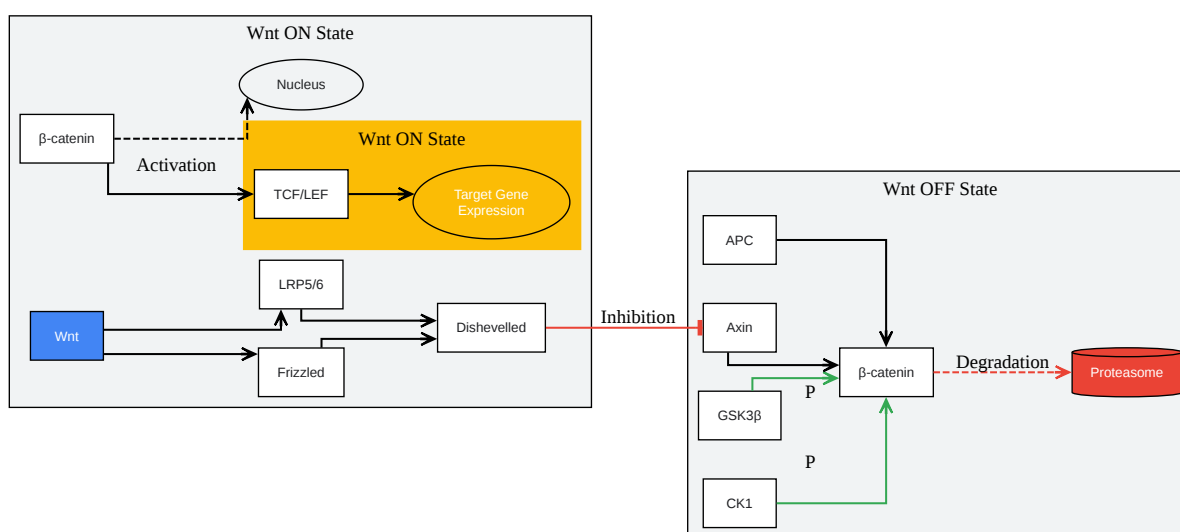 Wnt ON State
Nucleus
β-catenin
Activation
Wnt ON State
TCF/LEF
Target Gene
Expression
LRP5/6
Wnt
Frizzled
Dishevelled
Inhibition
Wnt OFF State
APC
Axin
GSK3β
P
β-catenin
Degradation
Proteasome
P
CK1